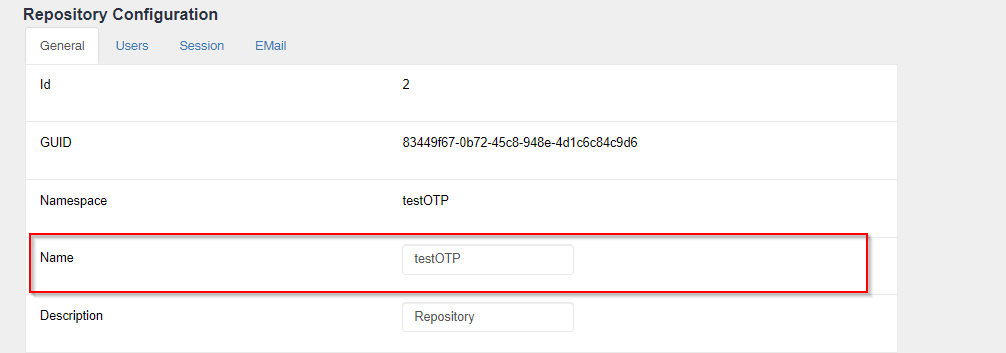 Repository Configuration
General Users Session EMail
Id 2
GUID 83449f67-0b72-45c8-948e-4d1c6c84c9d6
Namespace testOTP
Name testOTP
Description Repository